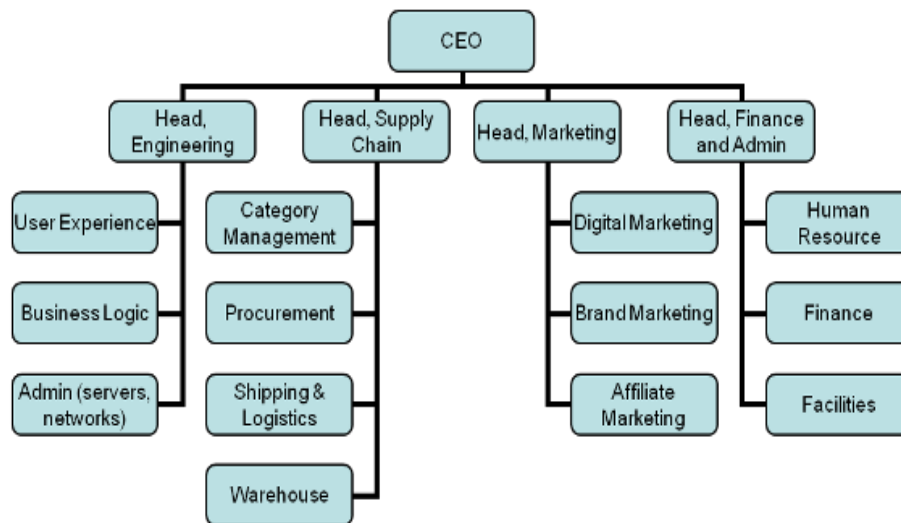 CEO
Head,
Engineering
Head, Supply
Chain
Head, Marketing
Head, Finance
and Admin
User Experience
Category
Management
Digital Marketing
Human
Resource
Business Logic
Procurement
Brand Marketing
Finance
Admin (servers,
networks)
Shipping &
Logistics
Affiliate
Marketing
Facilities
Warehouse